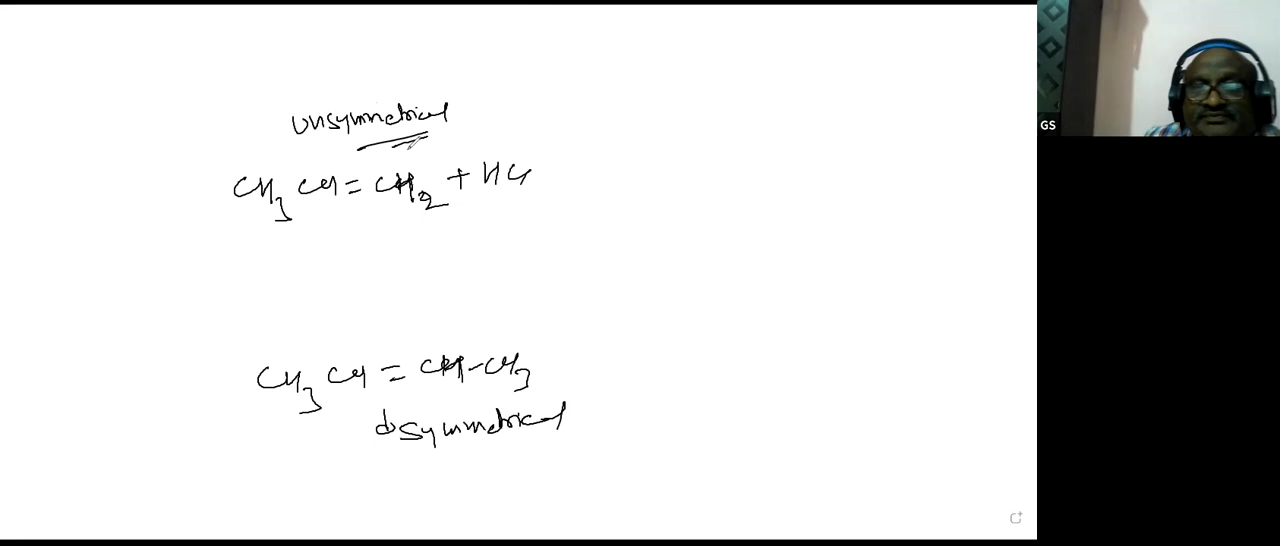 unsymmetrical
CH3 CH = CH2 + HCl
CH3 CH = CH-CH3
symmetrical
GS